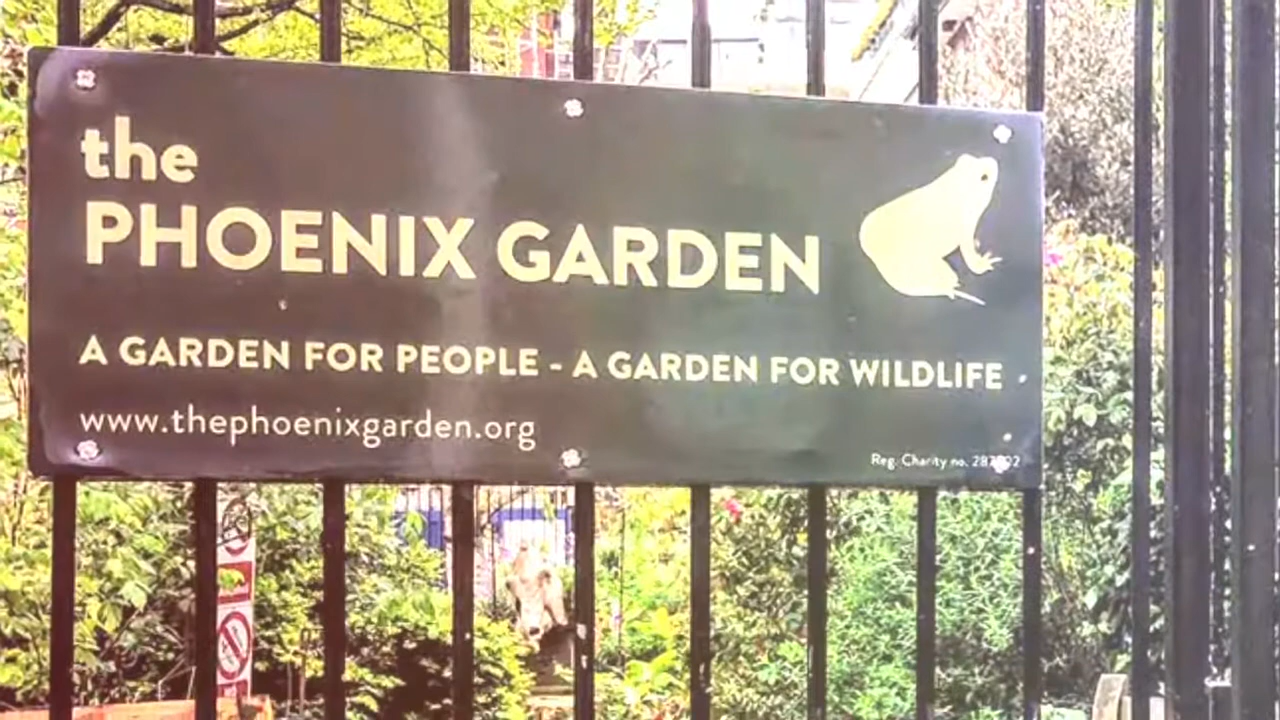 the
PHOENIX GARDEN
A GARDEN FOR PEOPLE - A GARDEN FOR WILDLIFE
www.thephoenixgarden.org
Reg. Charity no.